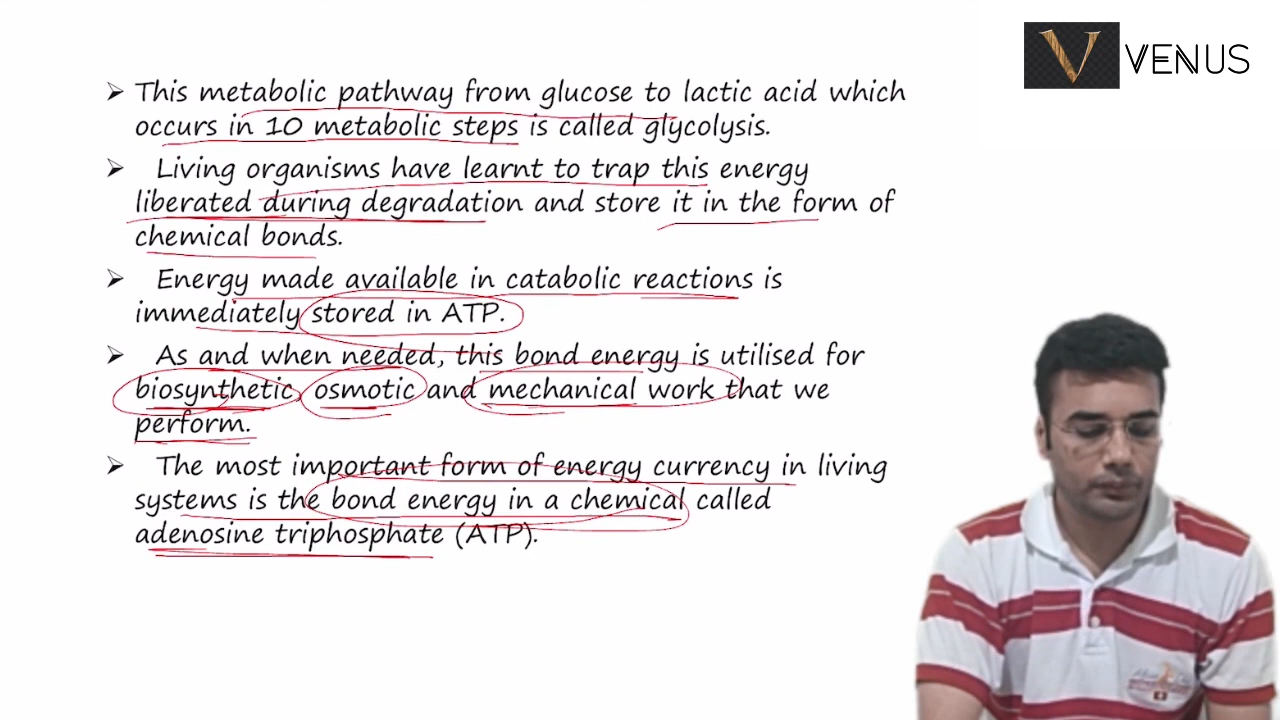 V VENUS
➢ This metabolic pathway from glucose to lactic acid which
occurs in 10 metabolic steps is called glycolysis.
➢ Living organisms have learnt to trap this energy
liberated during degradation and store it in the form of
chemical bonds.
➢ Energy made available in catabolic reactions is
immediately stored in ATP.
➢ As and when needed, this bond energy is utilised for
biosynthetic, osmotic and mechanical work that we
perform.
➢ The most important form of energy currency in living
systems is the bond energy in a chemical called
adenosine triphosphate (ATP).